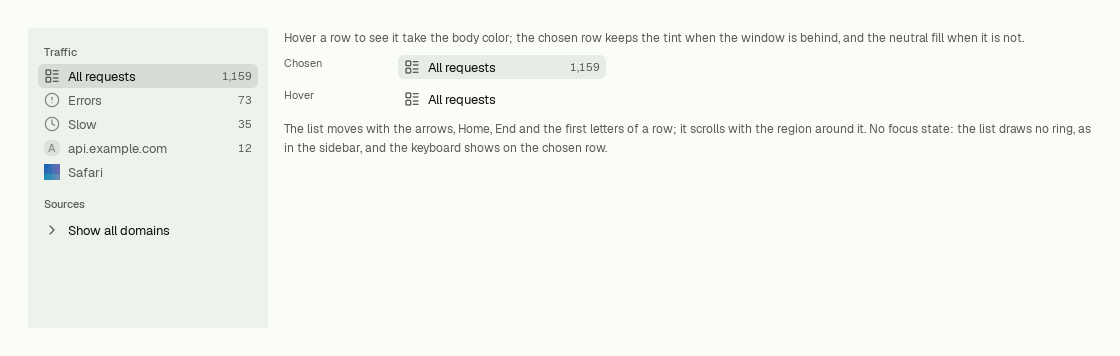 Traffic
All requests 1,159
Errors 73
Slow 35
A api.example.com 12
Safari
Sources
Show all domains
Hover a row to see it take the body color; the chosen row keeps the tint when the window is behind, and the neutral fill when it is not.
Chosen All requests 1,159
Hover All requests
The list moves with the arrows, Home, End and the first letters of a row; it scrolls with the region around it. No focus state: the list draws no ring, as
in the sidebar, and the keyboard shows on the chosen row.